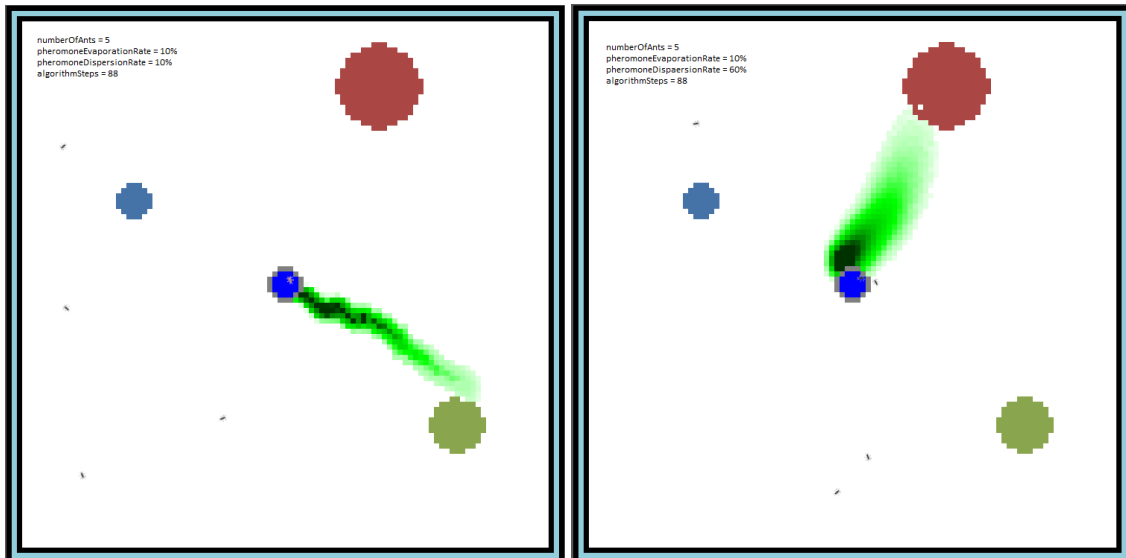 numberOfAnts = 5
pheromoneEvaporationRate = 10%
pheromoneDispersionRate = 10%
algorithmSteps = 88
numberOfAnts = 5
pheromoneEvaporationRate = 10%
pheromoneDispaersionRate = 60%
algorithmSteps = 88